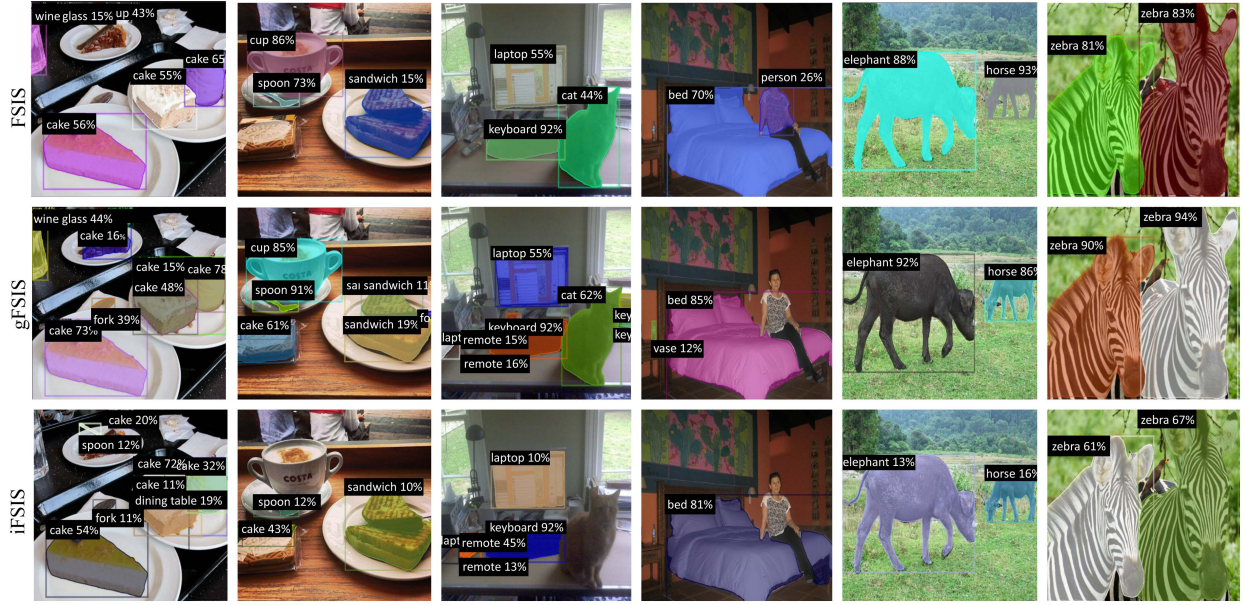 FSIS
wine glass 15%
up 43%
cake 65
cake 55%
cake 56%
cup 86%
spoon 73%
sandwich 15%
laptop 55%
cat 44%
keyboard 92%
person 26%
bed 70%
elephant 88%
horse 93%
zebra 83%
zebra 81%
gFSIS
wine glass 44%
cake 16%
cake 15%
cake 78
cake 48%
fork 39%
cake 73%
cup 85%
COSTA
spoon 91%
sandwich 11
cake 61%
sandwich 19%
fo
laptop 55%
cat 62%
key
keyboard 92%
key
lapt
remote 15%
remote 16%
bed 85%
vase 12%
elephant 92%
horse 86%
zebra 94%
zebra 90%
iFSIS
cake 20%
spoon 12%
cake 72%
cake 32%
cake 11%
dining table 19%
fork 11%
cake 54%
COSTA
spoon 12%
sandwich 10%
cake 43%
laptop 10%
keyboard 92%
lapt
remote 45%
remote 13%
bed 81%
elephant 13%
horse 16%
zebra 67%
zebra 61%